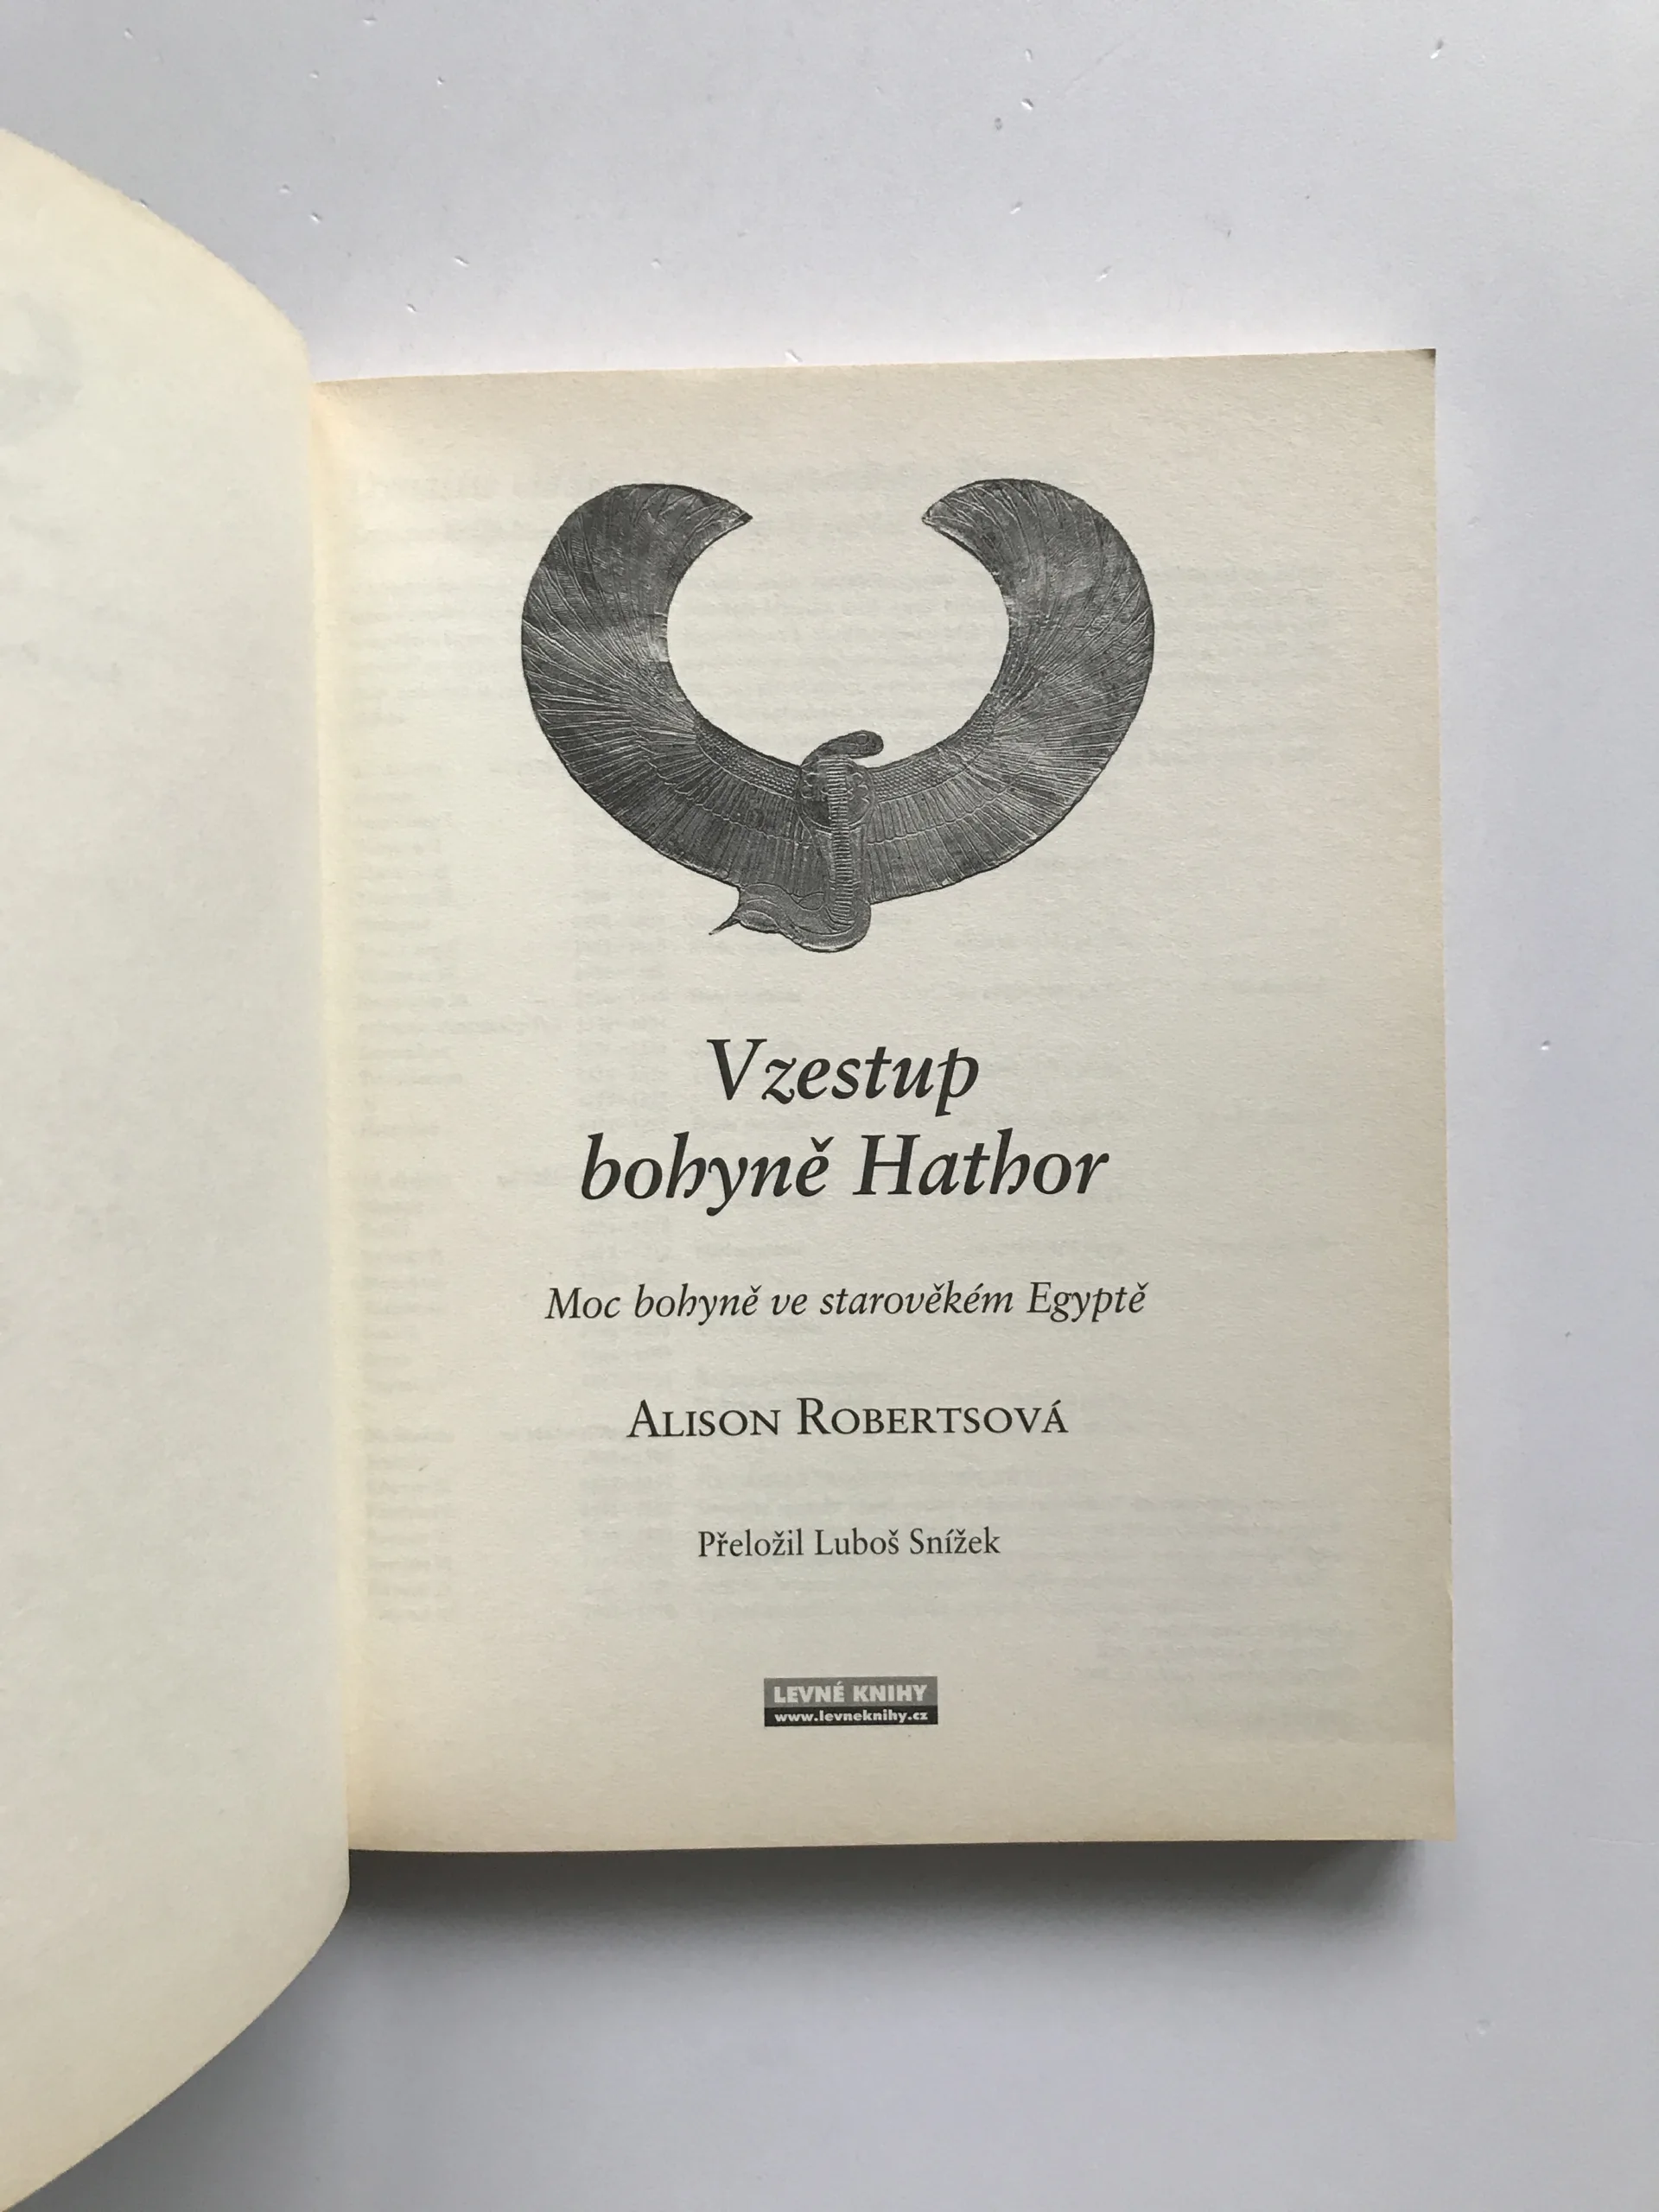 Vzestup
bohyně Hathor
Moc bohyně ve starověkém Egyptě
ALISON ROBERTSOVÁ
Přeložil Luboš Snížek
LEVNÉ KNIHY
www.levneknihy.cz